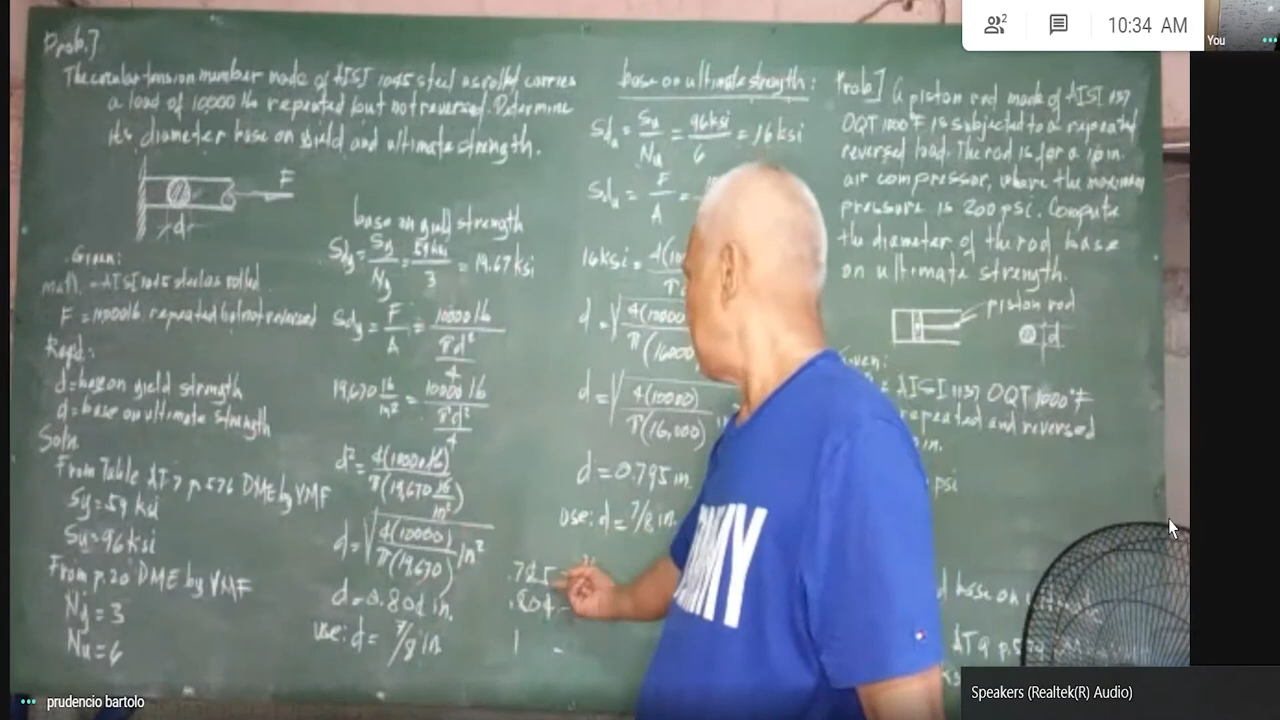 Prob.]
The circular tension member made of AISI 1045 steel as rolled carries
a load of 10000 lb repeated but not reversed. Determine
its diameter base on yield and ultimate strength.
F
d
Given:
matl. - AISI 1045 steel as rolled
F = 10000 lb repeated but not reversed
Reqd:
d = base on yield strength
d = base on ultimate strength
Soln
From Table AT 7 p. 576 DME by VMF
Sy = 59 ksi
Su = 96 ksi
From p. 20 DME by VMF
Ny = 3
Nu = 6
base on yield strength
Sdy = Sy/Ny = 59 ksi/3 = 19.67 ksi
Sdy = F/A = 10000 lb/(πd²/4)
19,670 lb/in² = 10000 lb/(πd²/4)
d² = 4(10000 lb)/π(19,670 lb/in²)
d = √4(10000)/π(19,670) in²
d = 0.804 in.
use: d = 7/8 in
base on ultimate strength:
Sdu = Su/Nu = 96 ksi/6 = 16 ksi
Sdu = F/A =
16 ksi = 4(10
d = √4(10000/π(16000
d = √4(10000)/π(16,000)
d = 0.795 in.
use: d = 7/8 in.
.804
1
Prob] A piston rod made of AISI 1137
OQT 1000°F is subjected to a repeated
reversed load. The rod is for a in.
air compressor, where the maximum
pressure is 200 psi. Compute
the diameter of the rod base
on ultimate strength.
piston rod
d
Given:
= AISI 1137 OQT 1000°F
repeated and reversed
in.
psi
base on
AT 9 p.
OMY
2
10:34 AM
You
prudencio bartolo
Speakers (Realtek(R) Audio)